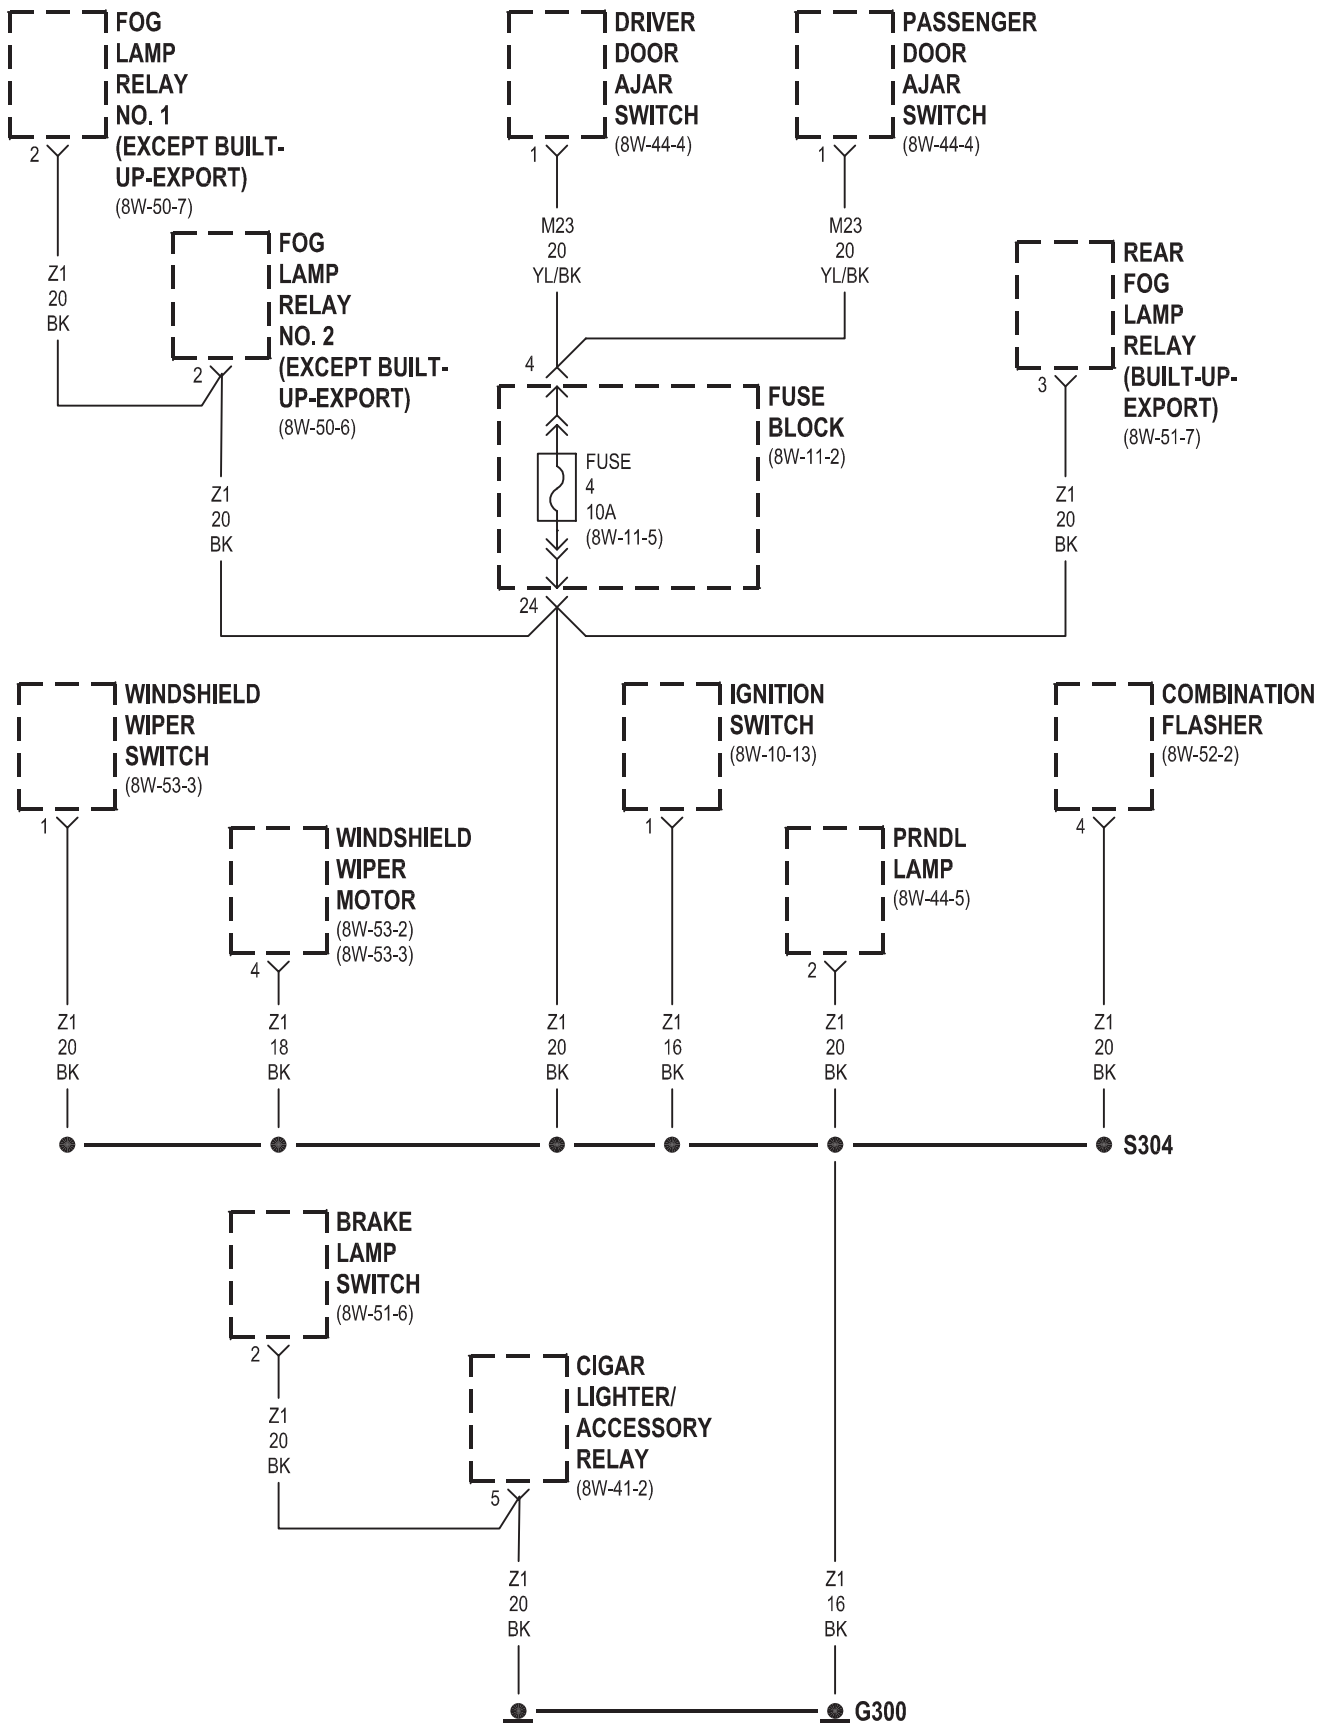 FOG
LAMP
RELAY
NO. 1
(EXCEPT BUILT-
UP-EXPORT)
(8W-50-7)
2
Z1
20
BK
FOG
LAMP
RELAY
NO. 2
(EXCEPT BUILT-
UP-EXPORT)
(8W-50-6)
2
Z1
20
BK
DRIVER
DOOR
AJAR
SWITCH
(8W-44-4)
1
M23
20
YL/BK
PASSENGER
DOOR
AJAR
SWITCH
(8W-44-4)
1
M23
20
YL/BK
REAR
FOG
LAMP
RELAY
(BUILT-UP-
EXPORT)
(8W-51-7)
3
Z1
20
BK
4
FUSE
BLOCK
(8W-11-2)
FUSE
4
10A
(8W-11-5)
24
WINDSHIELD
WIPER
SWITCH
(8W-53-3)
1
Z1
20
BK
WINDSHIELD
WIPER
MOTOR
(8W-53-2)
(8W-53-3)
4
Z1
18
BK
Z1
20
BK
IGNITION
SWITCH
(8W-10-13)
1
Z1
16
BK
PRNDL
LAMP
(8W-44-5)
2
Z1
20
BK
COMBINATION
FLASHER
(8W-52-2)
4
Z1
20
BK
S304
BRAKE
LAMP
SWITCH
(8W-51-6)
2
Z1
20
BK
CIGAR
LIGHTER/
ACCESSORY
RELAY
(8W-41-2)
5
Z1
20
BK
Z1
16
BK
G300